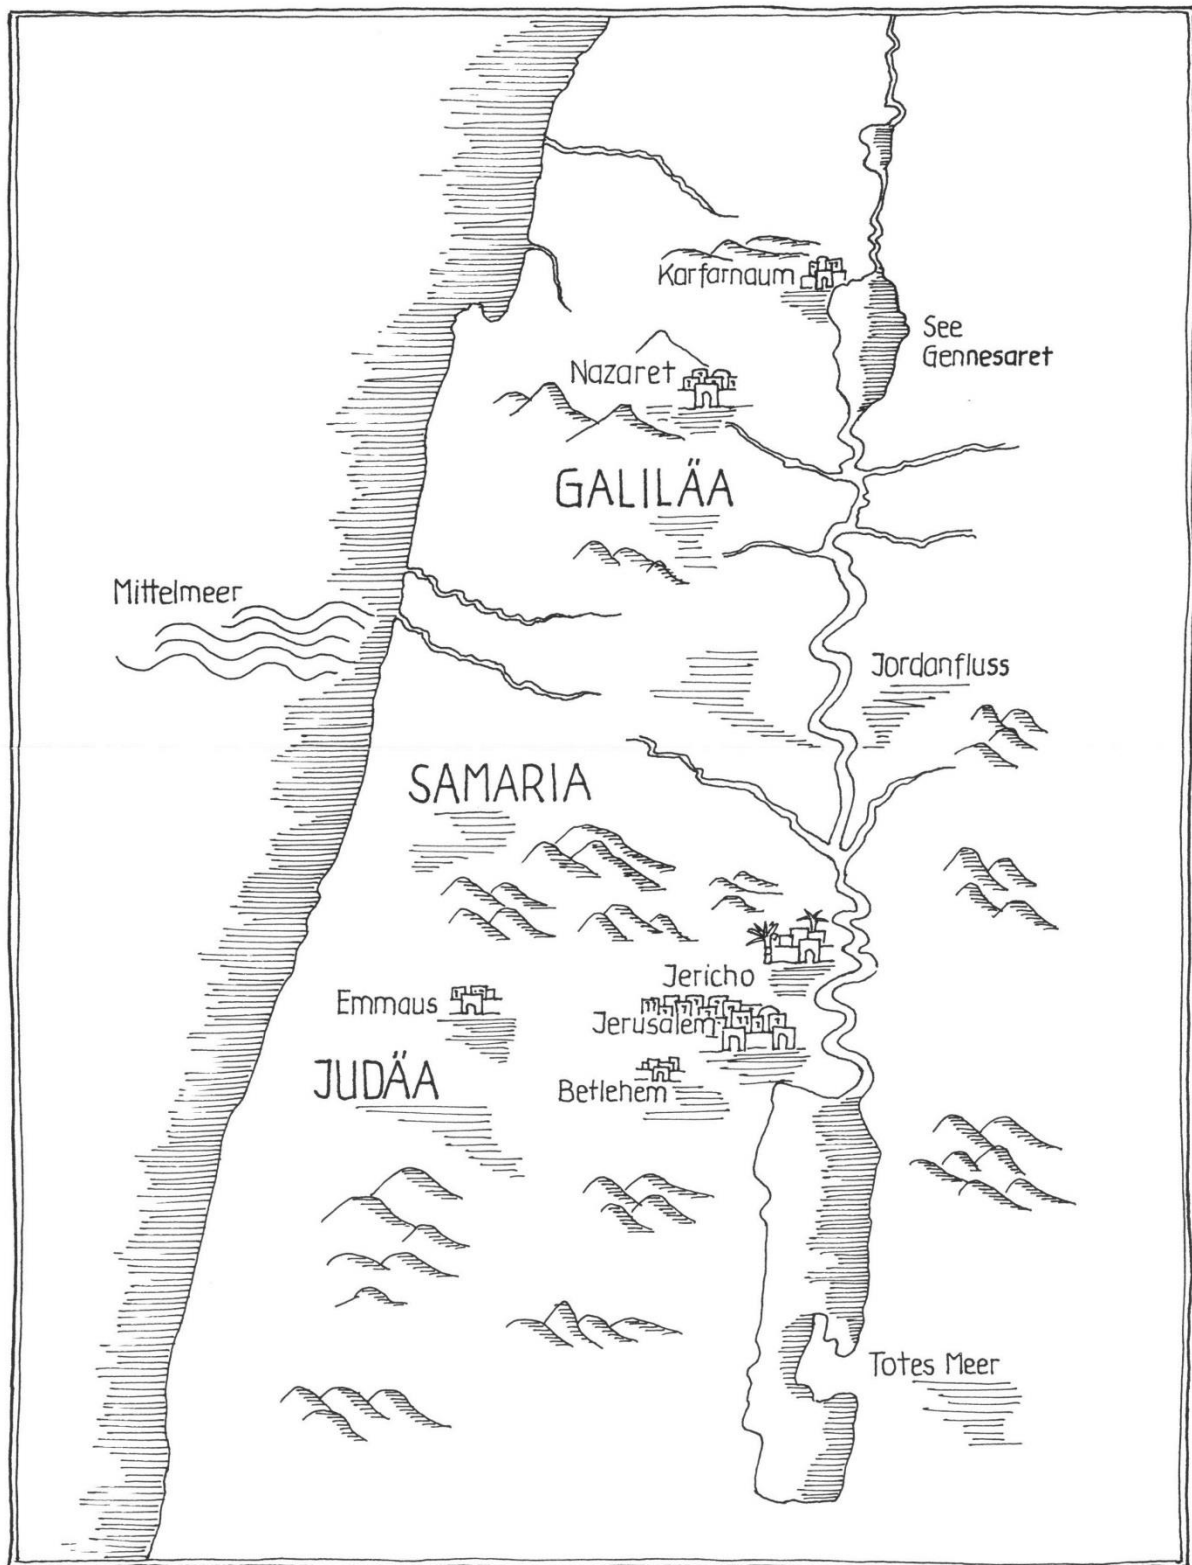 Karfarnaum
See
Gennesaret
Nazaret
GALILÄA
Mittelmeer
Jordanfluss
SAMARIA
Jericho
Emmaus
Jerusalem
JUDÄA
Betlehem
Totes Meer